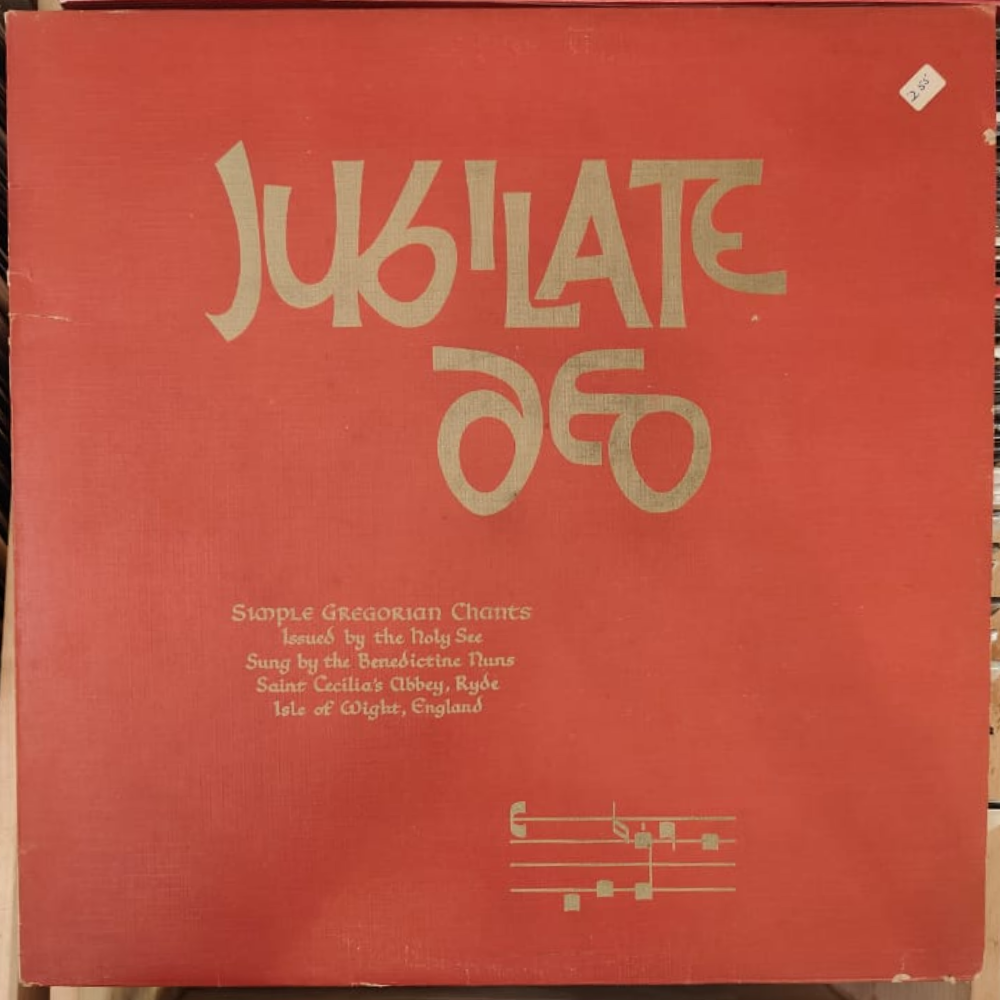 2 55
JUBILATE
DEO
Simple Gregorian Chants
Issued by the Holy See
Sung by the Benedictine Nuns
Saint Cecilia's Abbey, Ryde
Isle of Wight, England